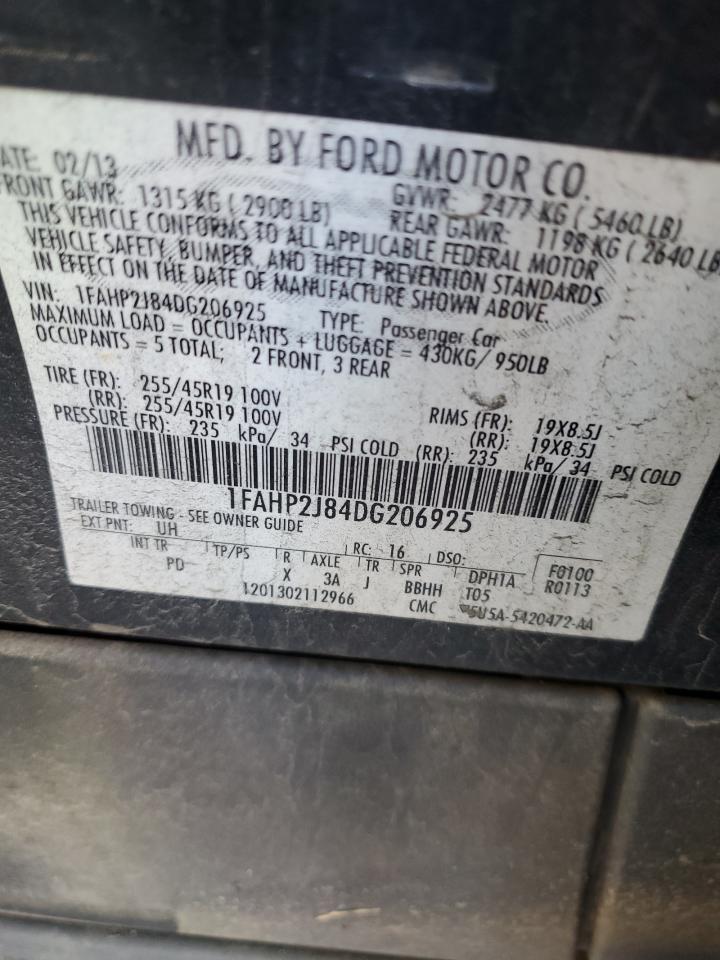 MFD. BY FORD MOTOR CO.
ATE: 02/13 GVWR: 2477 KG ( 5460LB)
FRONT GAWR: 1315 KG ( 2900 LB) REAR GAWR: 1198 KG ( 2640 LB
THIS VEHICLE CONFORMS TO ALL APPLICABLE FEDERAL MOTOR
VEHICLE SAFETY, BUMPER, AND THEFT PREVENTION STANDARDS
IN EFFECT ON THE DATE OF MANUFACTURE SHOWN ABOVE.
VIN: 1FAHP2J84DG206925 TYPE: Passenger Car
MAXIMUM LOAD = OCCUPANTS + LUGGAGE = 430KG/ 950LB
OCCUPANTS = 5 TOTAL; 2 FRONT, 3 REAR
TIRE (FR): 255/45R19 100V RIMS (FR): 19X8.5J
(RR): 255/45R19 100V (RR): 19X8.5J
PRESSURE (FR): 235 kPa/ 34 PSI COLD (RR): 235 kPa/ 34 PSI COLD
1FAHP2J84DG206925
TRAILER TOWING - SEE OWNER GUIDE
EXT PNT: UH RC: 16 DSO: F0100
INT TR TP/PS R AXLE TR SPR DPH1A R0113
PD X 3A J BBHH T05
1201302112966 CMC 5U5A-5420472-AA